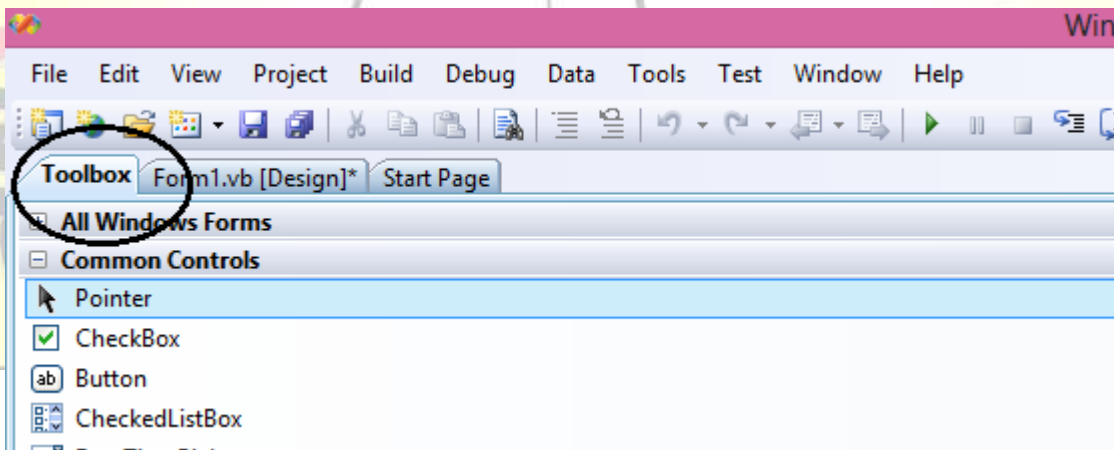 Win
File Edit View Project Build Debug Data Tools Test Window Help
Toolbox Form1.vb [Design]* Start Page
All Windows Forms
Common Controls
Pointer
CheckBox
ab Button
CheckedListBox